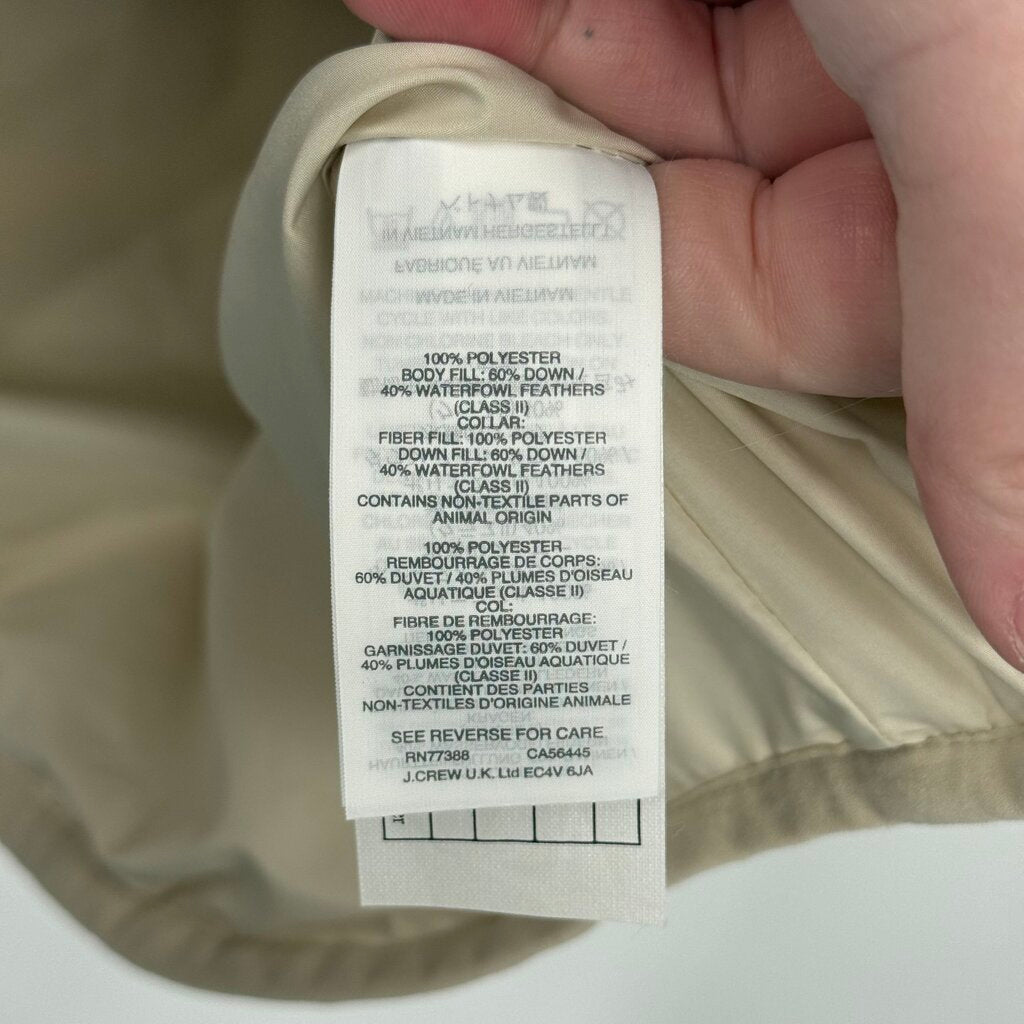 100% POLYESTER
BODY FILL: 60% DOWN /
40% WATERFOWL FEATHERS
(CLASS II)
COLLAR:
FIBER FILL: 100% POLYESTER
DOWN FILL: 60% DOWN /
40% WATERFOWL FEATHERS
(CLASS II)
CONTAINS NON-TEXTILE PARTS OF
ANIMAL ORIGIN
100% POLYESTER
REMBOURRAGE DE CORPS:
60% DUVET / 40% PLUMES D'OISEAU
AQUATIQUE (CLASSE II)
COL:
FIBRE DE REMBOURRAGE:
100% POLYESTER
GARNISSAGE DUVET: 60% DUVET /
40% PLUMES D'OISEAU AQUATIQUE
(CLASSE II)
CONTIENT DES PARTIES
NON-TEXTILES D'ORIGINE ANIMALE
SEE REVERSE FOR CARE
RN77388 CA56445
J.CREW U.K. Ltd EC4V 6JA